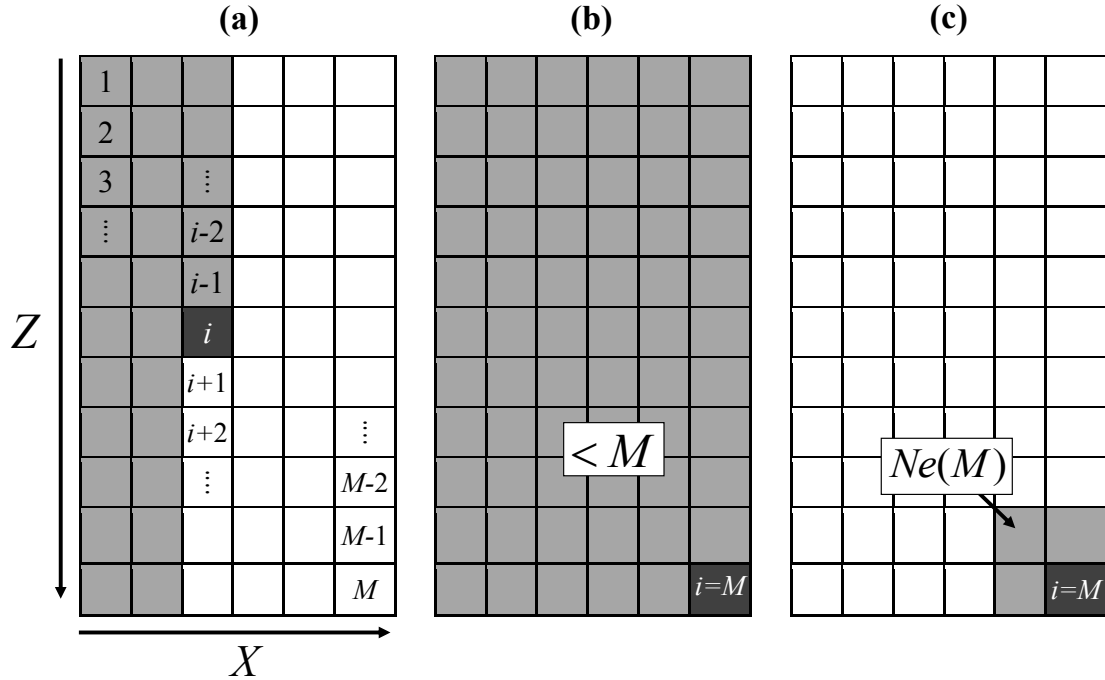 (a) (b) (c)
1
2
3 ⋮
⋮ i-2
i-1
i
i+1
i+2 ⋮
⋮ M-2
M-1
M
Z
X
< M
i=M
Ne(M)
i=M